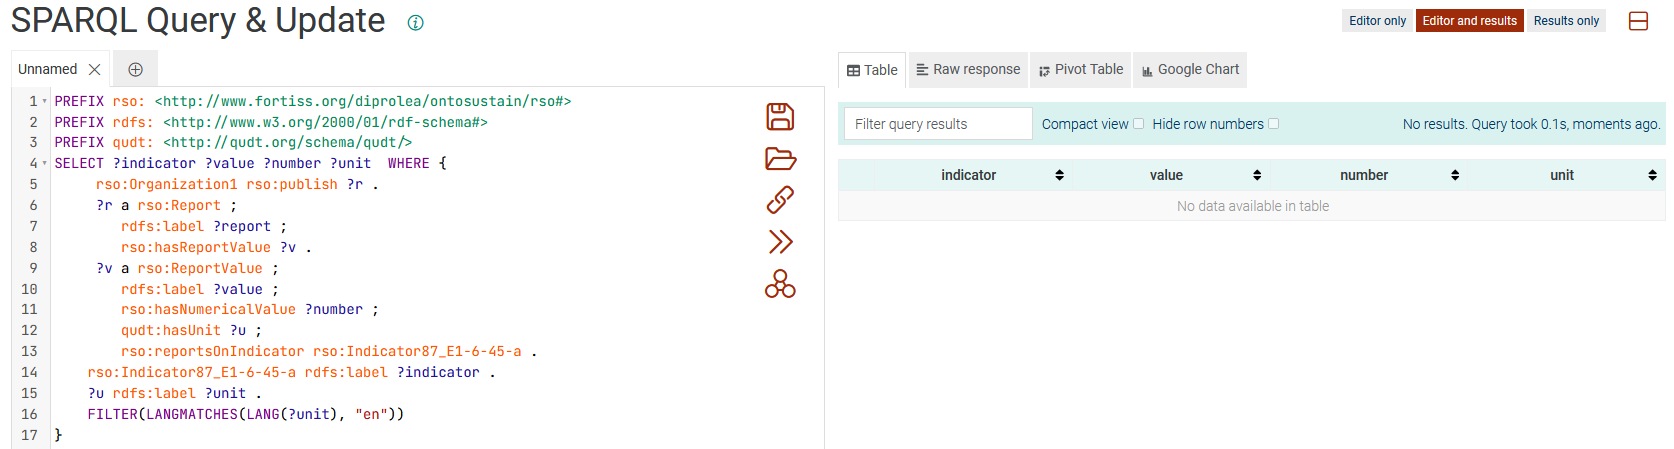 SPARQL Query & Update
Editor only
Editor and results
Results only
Unnamed
1 PREFIX rso: <http://www.fortiss.org/diprolea/ontosustain/rso#>
2 PREFIX rdfs: <http://www.w3.org/2000/01/rdf-schema#>
3 PREFIX qudt: <http://qudt.org/schema/qudt/>
4 SELECT ?indicator ?value ?number ?unit  WHERE {
5 rso:Organization1 rso:publish ?r .
6 ?r a rso:Report ;
7 rdfs:label ?report ;
8 rso:hasReportValue ?v .
9 ?v a rso:ReportValue ;
10 rdfs:label ?value ;
11 rso:hasNumericalValue ?number ;
12 qudt:hasUnit ?u ;
13 rso:reportsOnIndicator rso:Indicator87_E1-6-45-a .
14 rso:Indicator87_E1-6-45-a rdfs:label ?indicator .
15 ?u rdfs:label ?unit .
16 FILTER(LANGMATCHES(LANG(?unit), "en"))
17 }
Table
Raw response
Pivot Table
Google Chart
Filter query results
Compact view
Hide row numbers
No results. Query took 0.1s, moments ago.
indicator value number unit
No data available in table